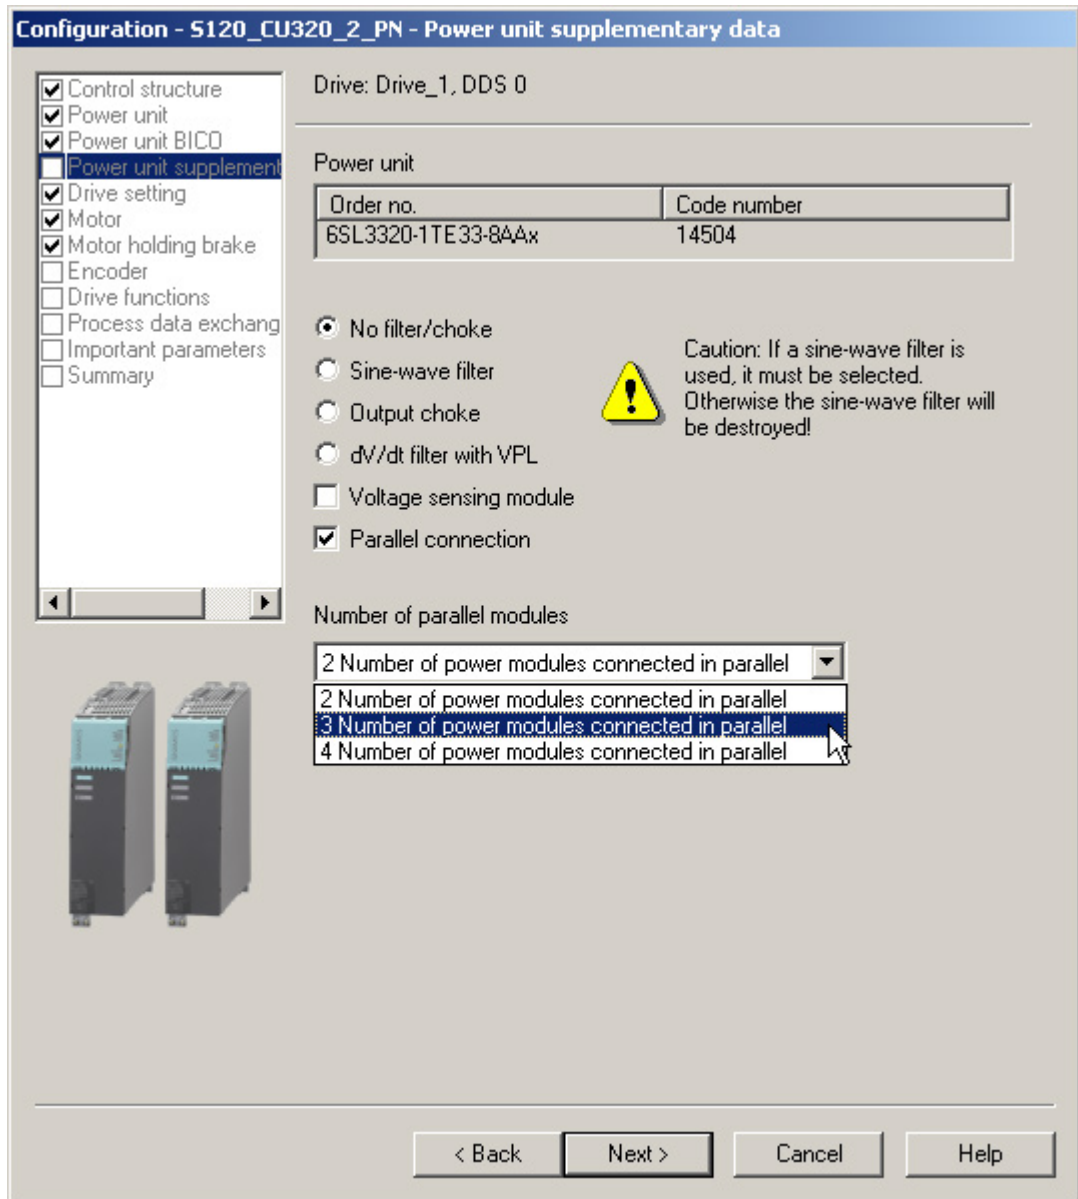 Configuration - S120_CU320_2_PN - Power unit supplementary data
Control structure
Power unit
Power unit BICO
Power unit supplement
Drive setting
Motor
Motor holding brake
Encoder
Drive functions
Process data exchang
Important parameters
Summary
Drive: Drive_1, DDS 0
Power unit
Order no. Code number
6SL3320-1TE33-8AAx 14504
No filter/choke
Sine-wave filter
Output choke
dV/dt filter with VPL
Voltage sensing module
Parallel connection
Caution: If a sine-wave filter is
used, it must be selected.
Otherwise the sine-wave filter will
be destroyed!
Number of parallel modules
2 Number of power modules connected in parallel
2 Number of power modules connected in parallel
3 Number of power modules connected in parallel
4 Number of power modules connected in parallel
< Back Next > Cancel Help